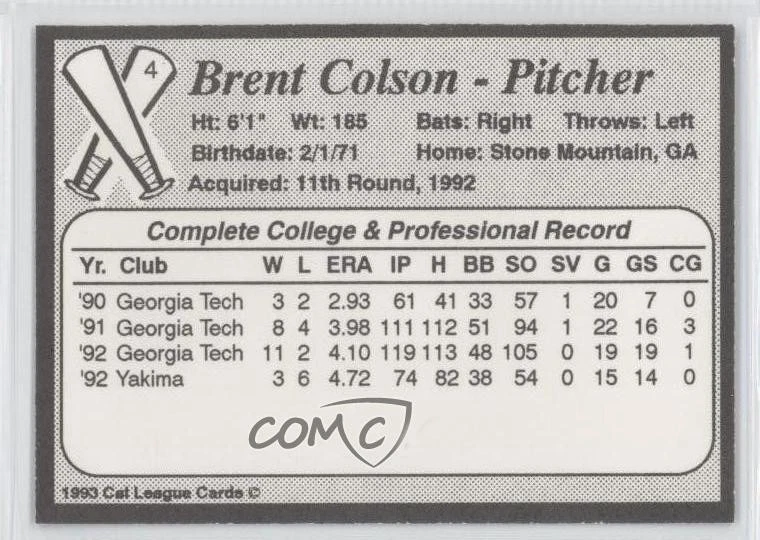 4
Brent Colson - Pitcher
Ht: 6'1" Wt: 185 Bats: Right Throws: Left
Birthdate: 2/1/71 Home: Stone Mountain, GA
Acquired: 11th Round, 1992
Complete College & Professional Record
Yr. Club W L ERA IP H BB SO SV G GS CG
'90 Georgia Tech 3 2 2.93 61 41 33 57 1 20 7 0
'91 Georgia Tech 8 4 3.98 111 112 51 94 1 22 16 3
'92 Georgia Tech 11 2 4.10 119 113 48 105 0 19 19 1
'92 Yakima 3 6 4.72 74 82 38 54 0 15 14 0
COMC
1993 Cal League Cards ©